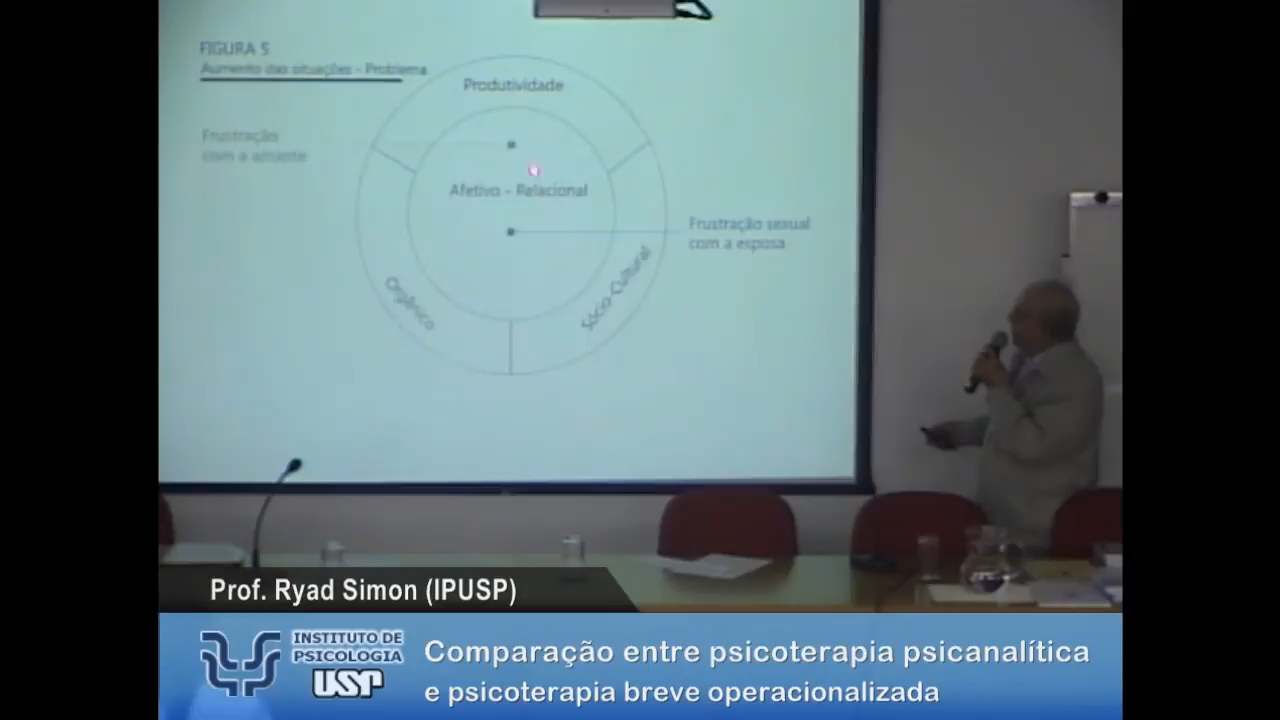 FIGURA 5
Aumento das situações - Problema
Produtividade
Frustração
com a amante
Afetivo - Relacional
Frustração sexual
com a esposa
Orgânico
Sócio-Cultural
Prof. Ryad Simon (IPUSP)
INSTITUTO DE
PSICOLOGIA
USP
Comparação entre psicoterapia psicanalítica
e psicoterapia breve operacionalizada